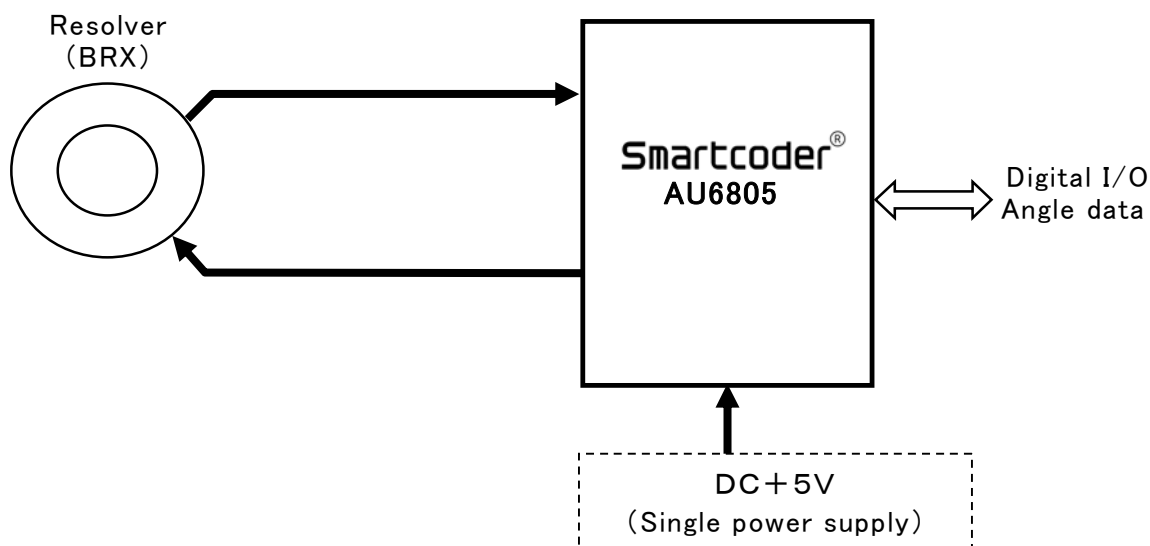 Resolver
（BRX）
Smartcoder®
AU6805
Digital I/O
Angle data
DC＋5V
（Single power supply）